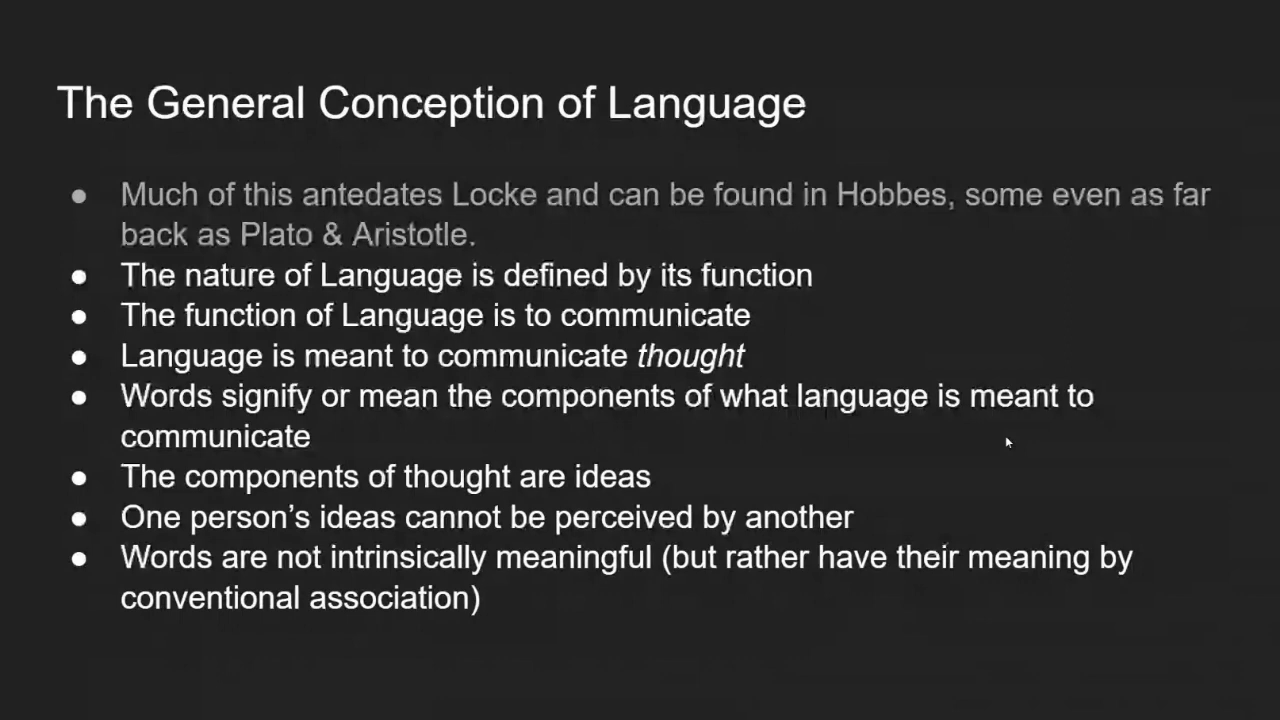 The General Conception of Language
● Much of this antedates Locke and can be found in Hobbes, some even as far
back as Plato & Aristotle.
● The nature of Language is defined by its function
● The function of Language is to communicate
● Language is meant to communicate thought
● Words signify or mean the components of what language is meant to
communicate
● The components of thought are ideas
● One person’s ideas cannot be perceived by another
● Words are not intrinsically meaningful (but rather have their meaning by
conventional association)